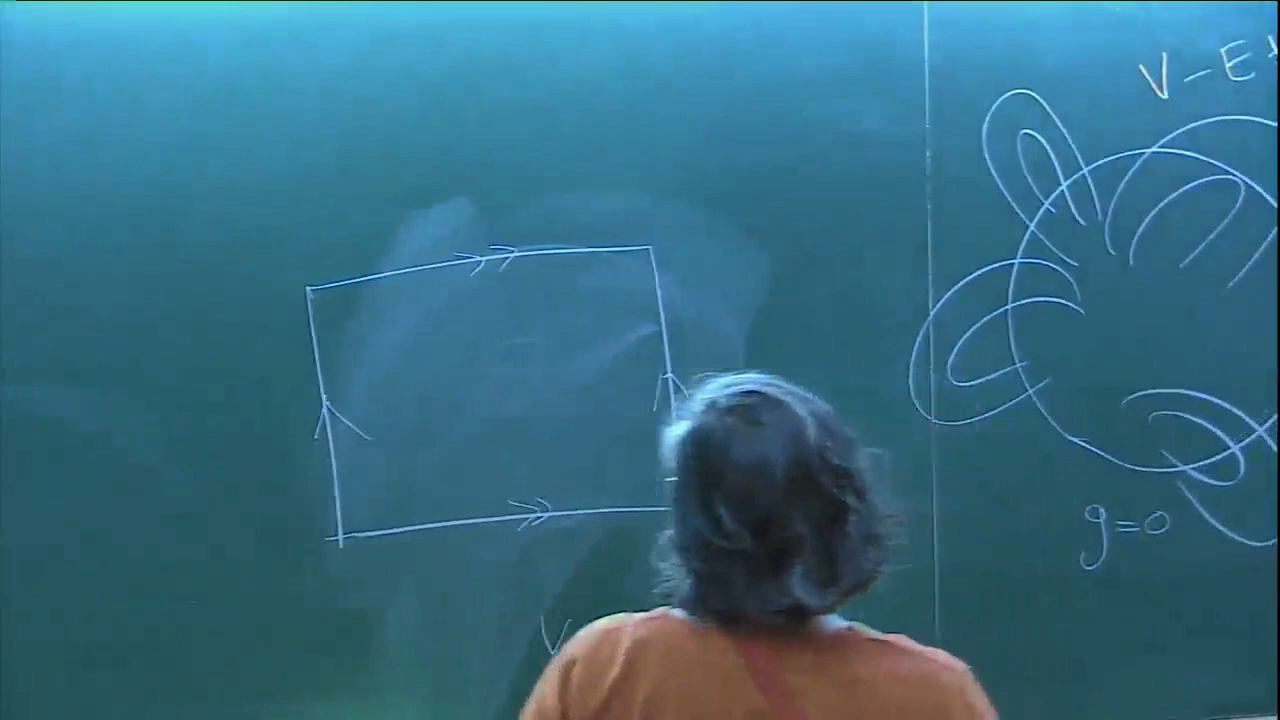 V - E +
g = 0
V